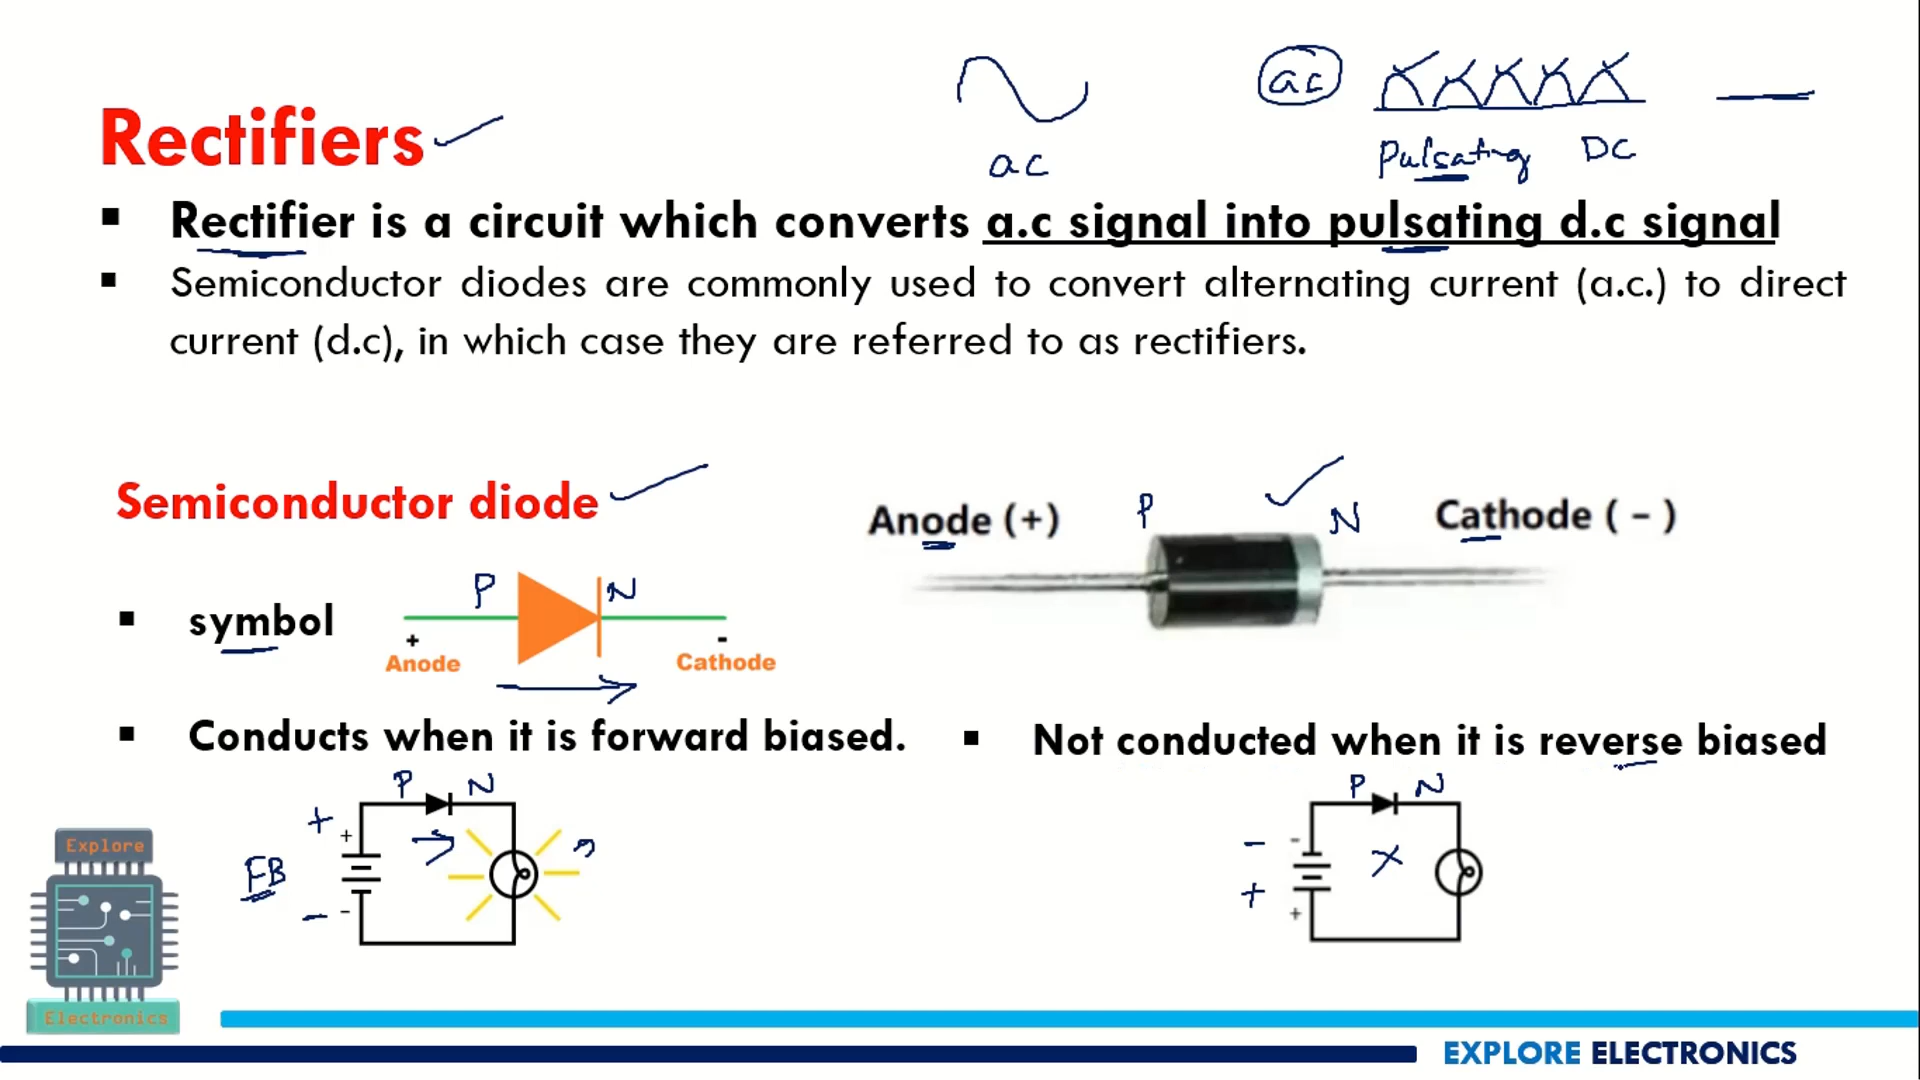 ac
pulsating DC
ac
Rectifiers
▪ Rectifier is a circuit which converts a.c signal into pulsating d.c signal
▪ Semiconductor diodes are commonly used to convert alternating current (a.c.) to direct
current (d.c), in which case they are referred to as rectifiers.
Semiconductor diode
Anode (+) P N Cathode ( - )
P N
▪ symbol
+ -
Anode Cathode
▪ Conducts when it is forward biased.
▪ Not conducted when it is reverse biased
P N
+ +
FB
- -
P N
- -
+ +
Explore
Electronics
EXPLORE ELECTRONICS